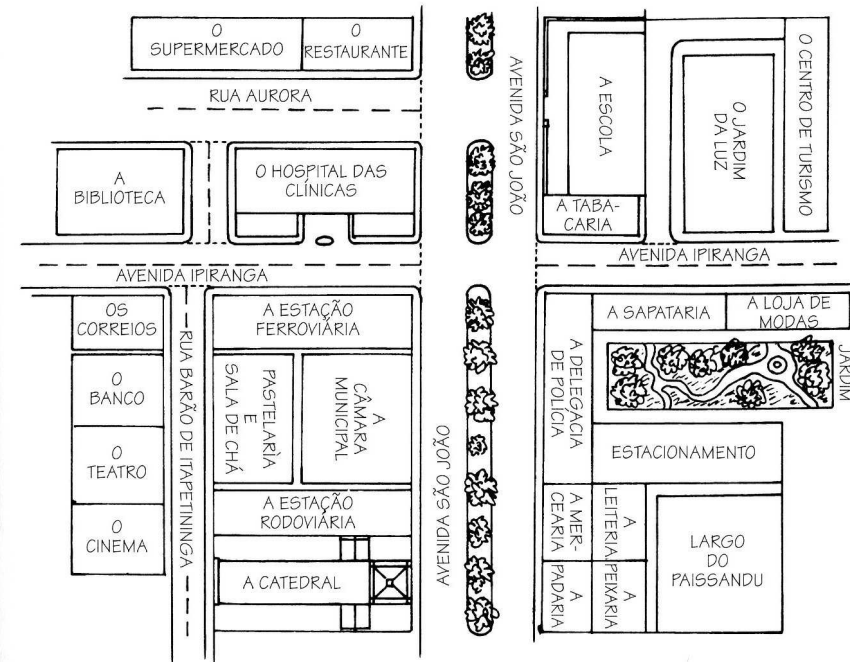 O
SUPERMERCADO
O
RESTAURANTE
RUA AURORA
AVENIDA SÃO JOÃO
A ESCOLA
O JARDIM
DA LUZ
O CENTRO DE TURISMO
A
BIBLIOTECA
O HOSPITAL DAS
CLÍNICAS
A TABA-
CARIA
AVENIDA IPIRANGA
AVENIDA IPIRANGA
OS
CORREIOS
RUA BARÃO DE ITAPETININGA
A ESTAÇÃO
FERROVIÁRIA
A DELEGACIA
DE POLÍCIA
A SAPATARIA
A LOJA DE
MODAS
JARDIM
O
BANCO
PASTELARIA
E
SALA DE CHÁ
A
CÂMARA
MUNICIPAL
AVENIDA SÃO JOÃO
O
TEATRO
ESTACIONAMENTO
A ESTAÇÃO
RODOVIÁRIA
A MER-
CEARIA
A
LEITERIA
LARGO
DO
PAISSANDU
O
CINEMA
A CATEDRAL
A
PADARIA
A
PEIXARIA